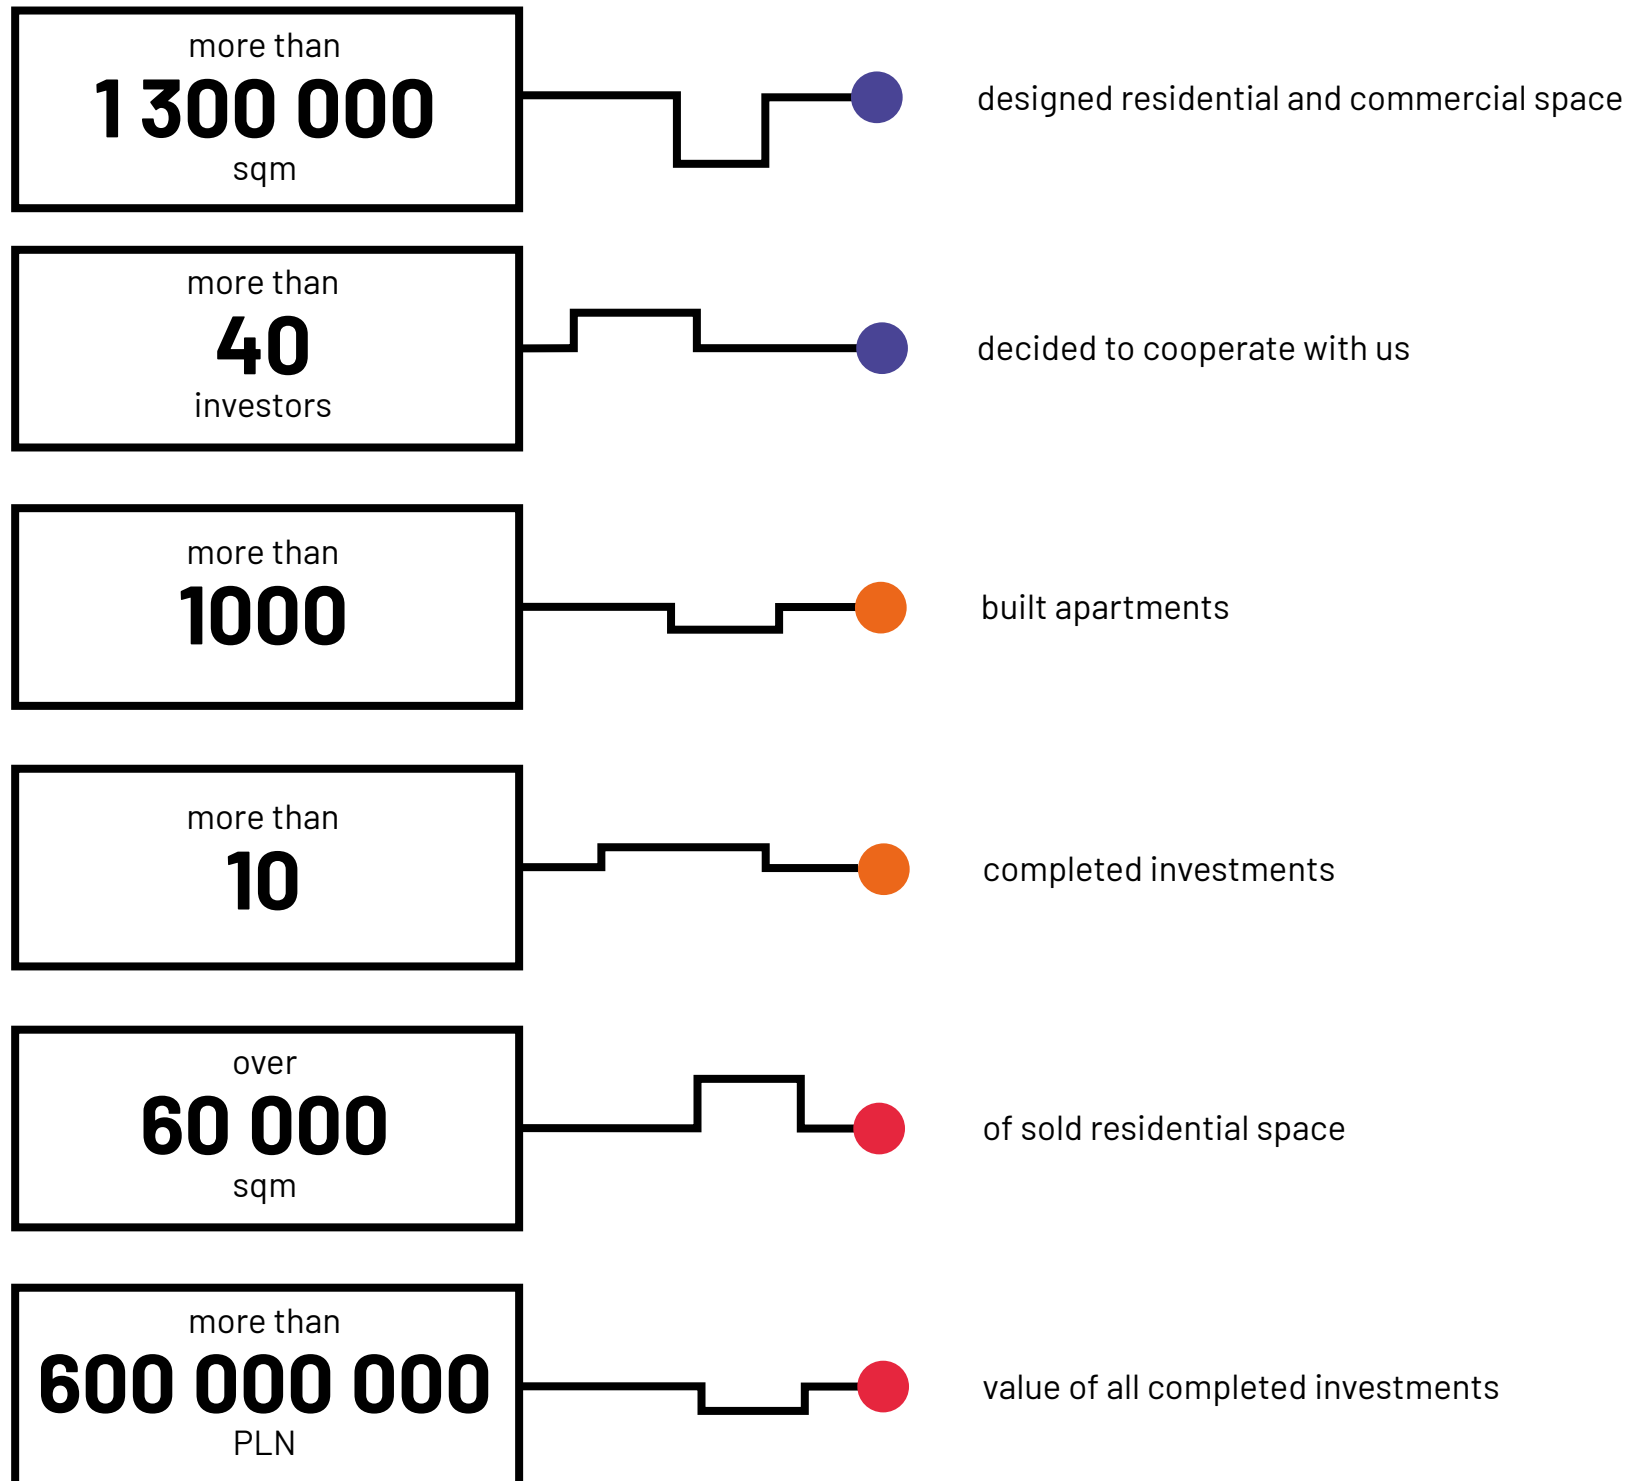 more than
1 300 000
sqm
designed residential and commercial space
more than
40
investors
decided to cooperate with us
more than
1000
built apartments
more than
10
completed investments
over
60 000
sqm
of sold residential space
more than
600 000 000
PLN
value of all completed investments